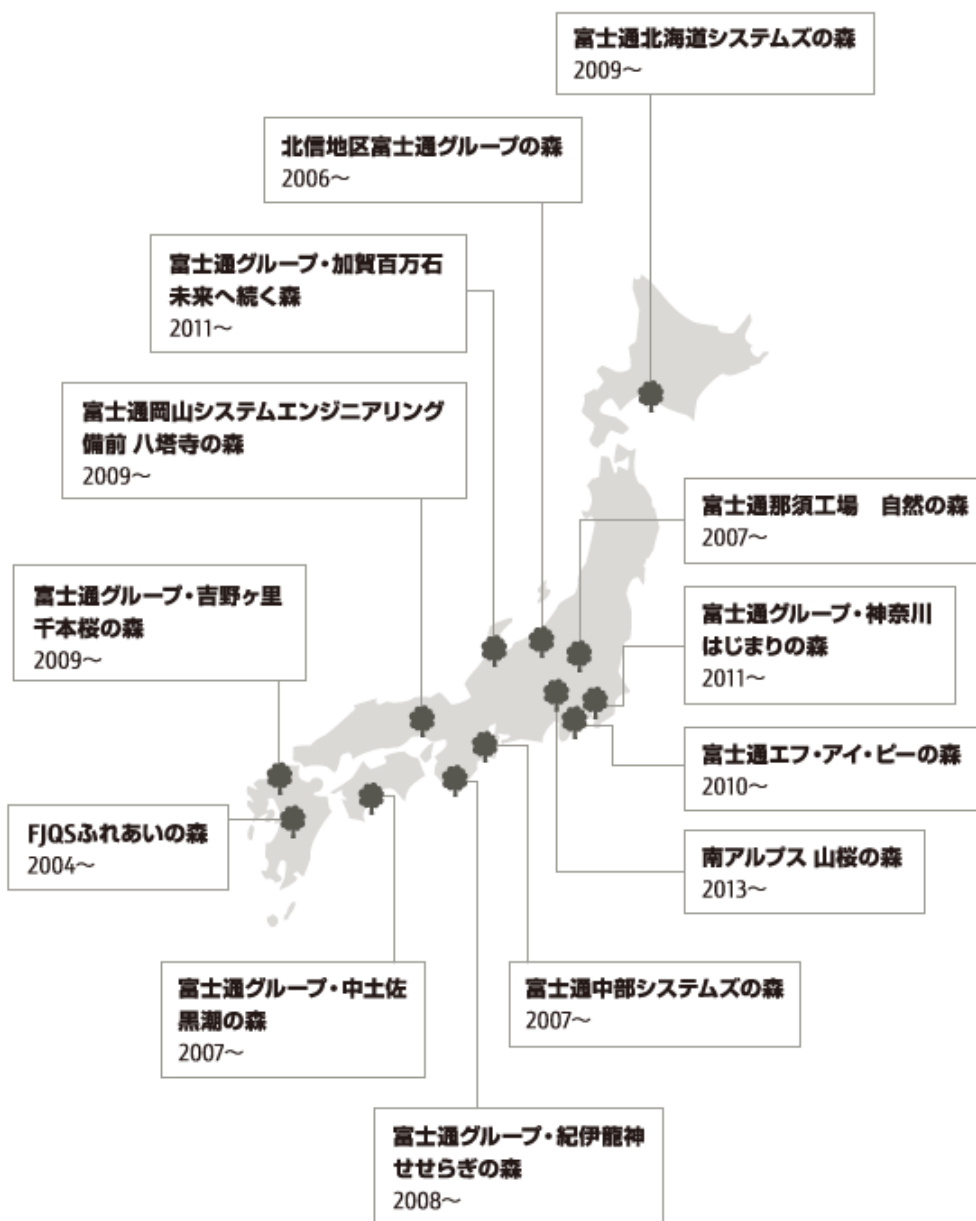 富士通北海道システムズの森
2009～
北信地区富士通グループの森
2006～
富士通グループ・加賀百万石
未来へ続く森
2011～
富士通岡山システムエンジニアリング
備前 八塔寺の森
2009～
富士通那須工場　自然の森
2007～
富士通グループ・吉野ヶ里
千本桜の森
2009～
富士通グループ・神奈川
はじまりの森
2011～
富士通エフ・アイ・ピーの森
2010～
FJQSふれあいの森
2004～
南アルプス 山桜の森
2013～
富士通グループ・中土佐
黒潮の森
2007～
富士通中部システムズの森
2007～
富士通グループ・紀伊龍神
せせらぎの森
2008～